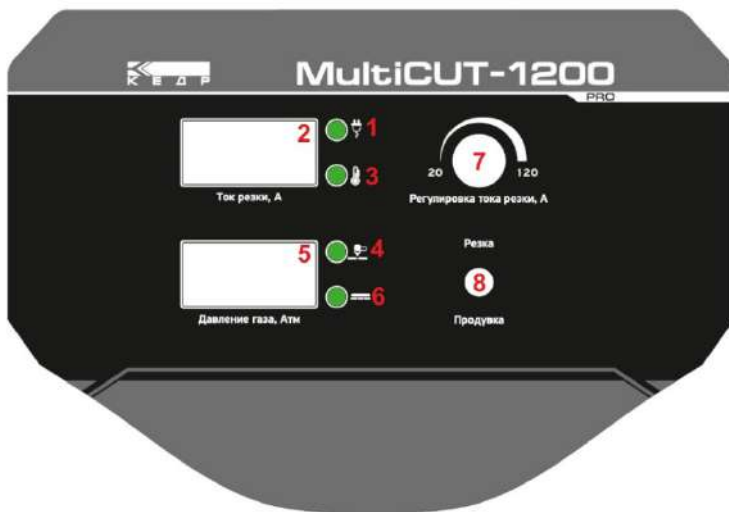 КЕДР
MultiCUT-1200
PRO
2
1
3
Ток резки, А
7
20
120
Регулировка тока резки, А
5
4
6
Давление газа, Атм
Резка
8
Продувка